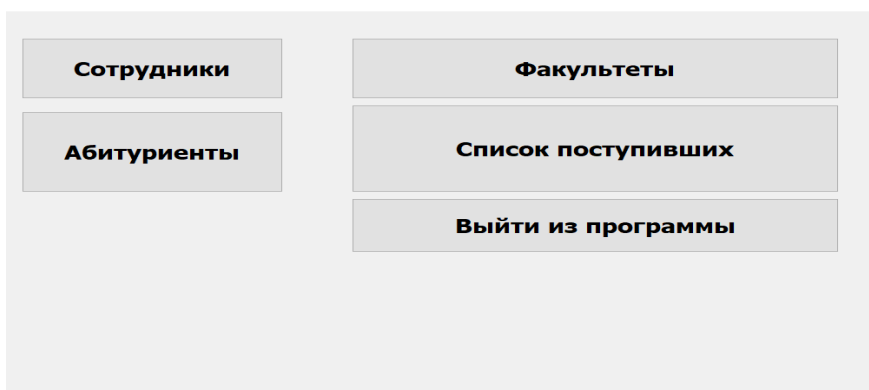 Сотрудники
Абитуриенты
Факультеты
Список поступивших
Выйти из программы